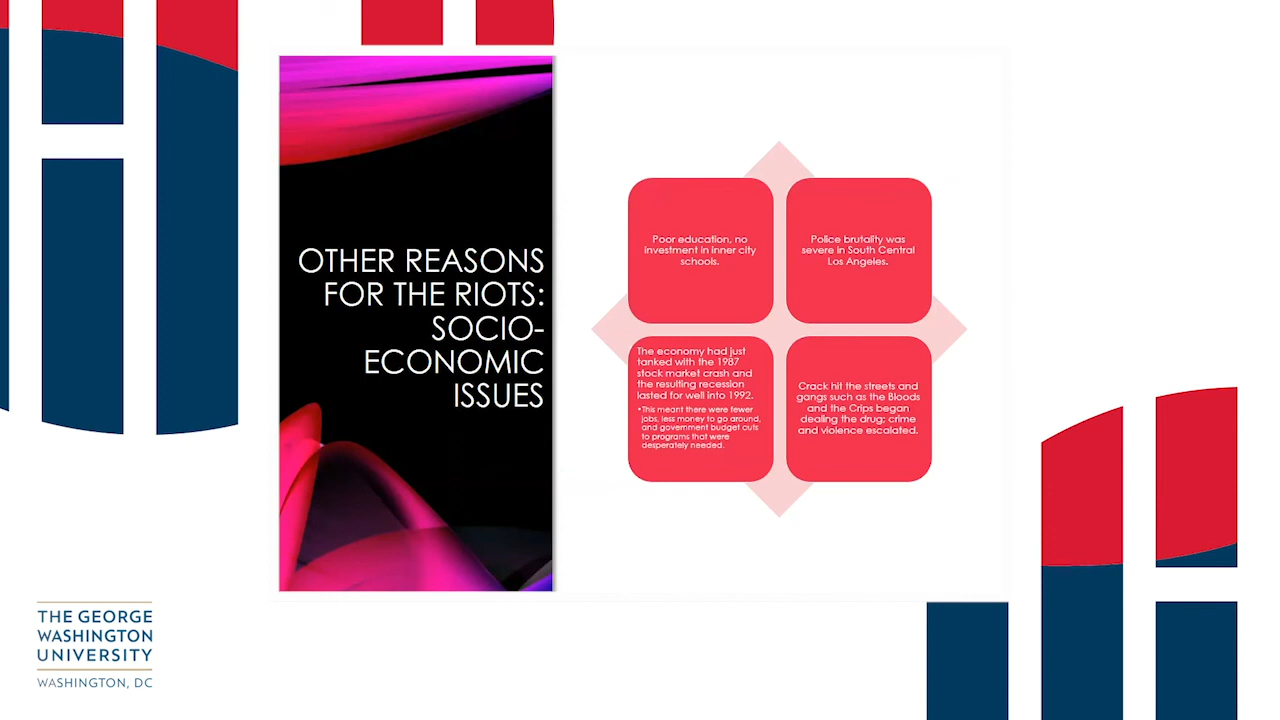 OTHER REASONS
FOR THE RIOTS:
SOCIO-
ECONOMIC
ISSUES
Poor education, no
investment in inner city
schools.
Police brutality was
severe in South Central
Los Angeles.
The economy had just
tanked with the 1987
stock market crash and
the resulting recession
lasted for well into 1992.
•This meant there were fewer
jobs, less money to go around,
and government budget cuts
to programs that were
desperately needed.
Crack hit the streets and
gangs such as the Bloods
and the Crips began
dealing the drug; crime
and violence escalated.
THE GEORGE
WASHINGTON
UNIVERSITY
WASHINGTON, DC